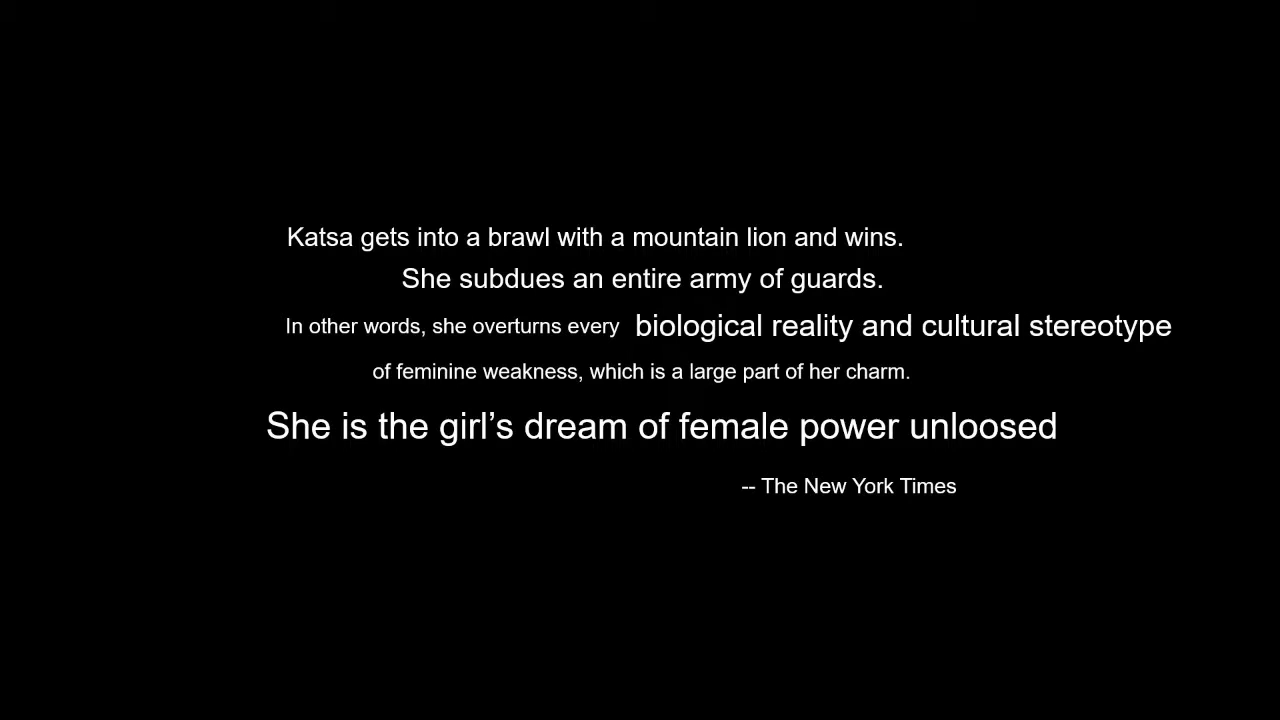 Katsa gets into a brawl with a mountain lion and wins.
She subdues an entire army of guards.
In other words, she overturns every biological reality and cultural stereotype
of feminine weakness, which is a large part of her charm.
She is the girl’s dream of female power unloosed
-- The New York Times